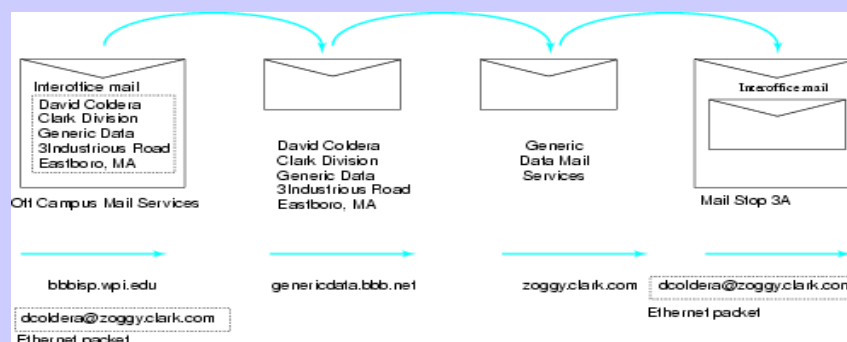 Interoffice mail
David Coldera
Clark Division
Generic Data
3Industrious Road
Eastboro, MA
Off Campus Mail Services
David Coldera
Clark Division
Generic Data
3Industrious Road
Eastboro, MA
Generic
Data Mail
Services
Interoffice mail
Mail Stop 3A
bbbisp.wpi.edu
genericdata.bbb.net
zoggy.clark.com
dcoldera@zoggy.clark.com
Ethernet packet
dcoldera@zoggy.clark.com
Ethernet packet